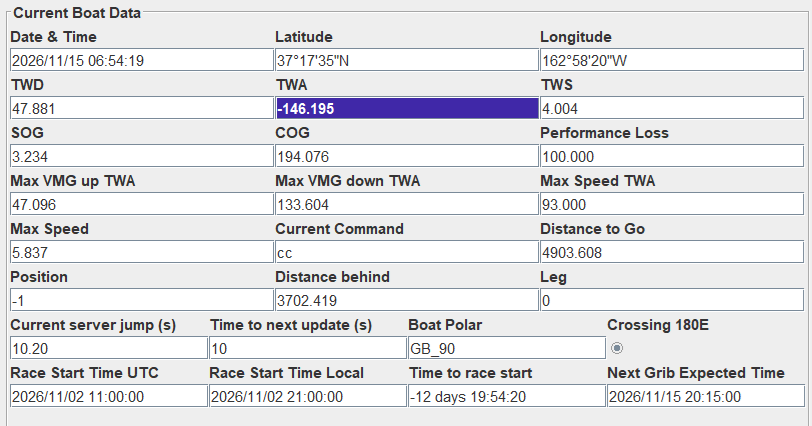 Current Boat Data
Date & Time Latitude Longitude
2026/11/15 06:54:19 37°17'35"N 162°58'20"W
TWD TWA TWS
47.881 -146.195 4.004
SOG COG Performance Loss
3.234 194.076 100.000
Max VMG up TWA Max VMG down TWA Max Speed TWA
47.096 133.604 93.000
Max Speed Current Command Distance to Go
5.837 cc 4903.608
Position Distance behind Leg
-1 3702.419 0
Current server jump (s) Time to next update (s) Boat Polar Crossing 180E
10.20 10 GB_90
Race Start Time UTC Race Start Time Local Time to race start Next Grib Expected Time
2026/11/02 11:00:00 2026/11/02 21:00:00 -12 days 19:54:20 2026/11/15 20:15:00